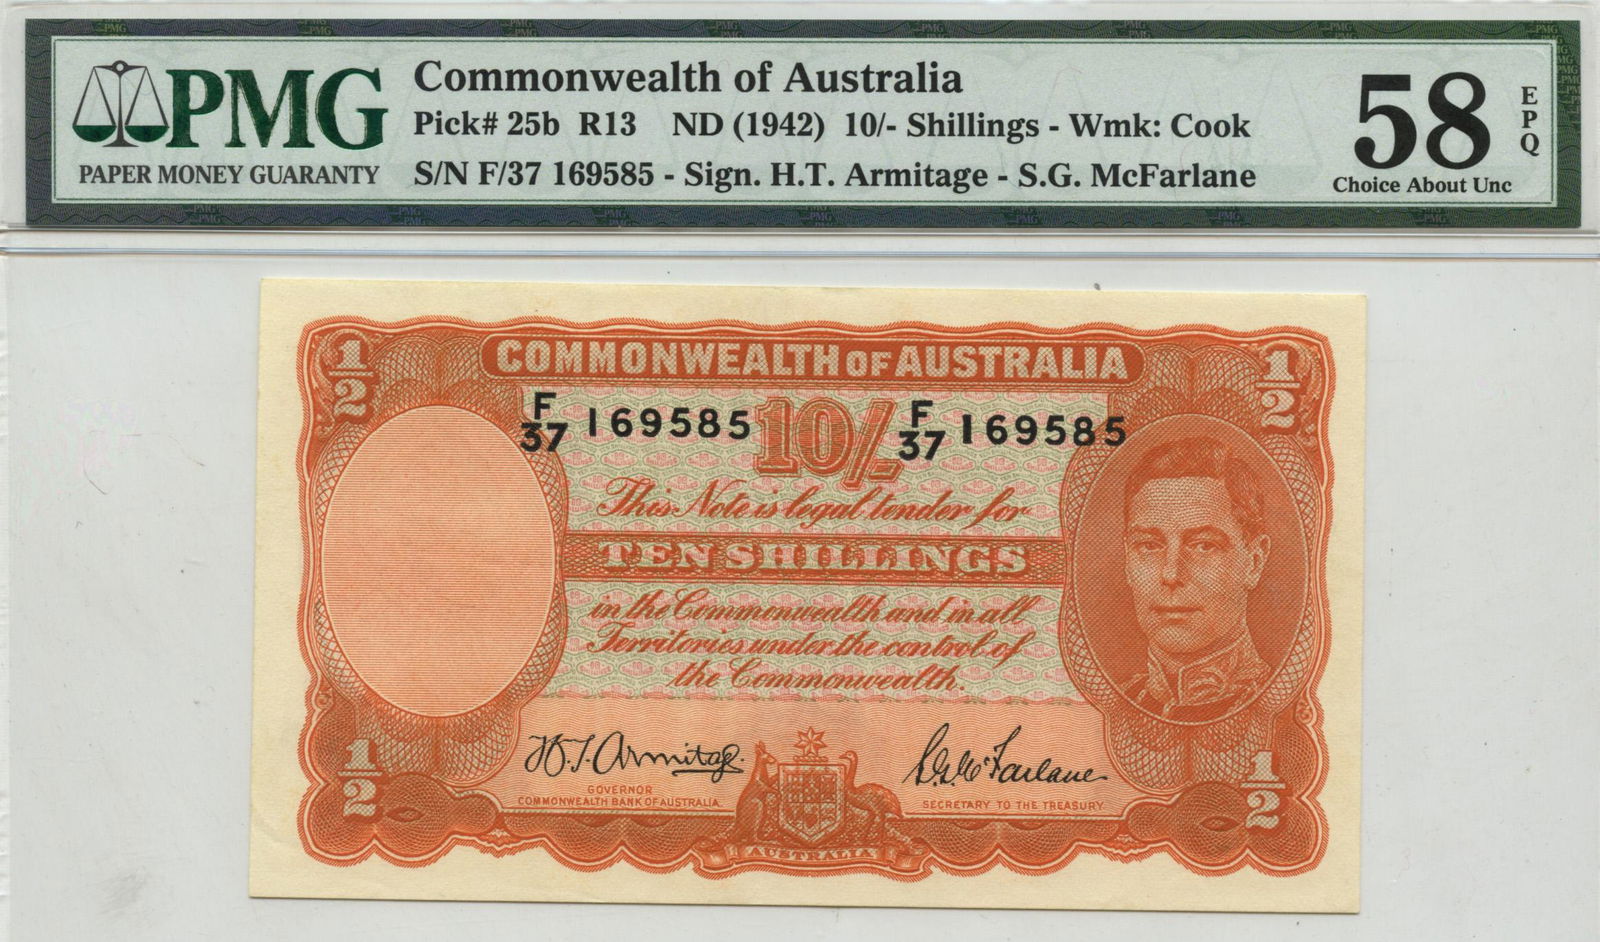 PMG
PAPER MONEY GUARANTY
Commonwealth of Australia
Pick# 25b R13 ND (1942) 10/- Shillings - Wmk: Cook
S/N F/37 169585 - Sign. H.T. Armitage - S.G. McFarlane
58
EPQ
Choice About Unc
1/2
COMMONWEALTH OF AUSTRALIA
1/2
F/37 169585
10/-
F/37 169585
This Note is legal tender for
TEN SHILLINGS
in the Commonwealth and in all
Territories under the control of
the Commonwealth.
H.T. Armitage.
S.G. McFarlane
GOVERNOR
COMMONWEALTH BANK OF AUSTRALIA.
SECRETARY TO THE TREASURY.
1/2
AUSTRALIA
1/2